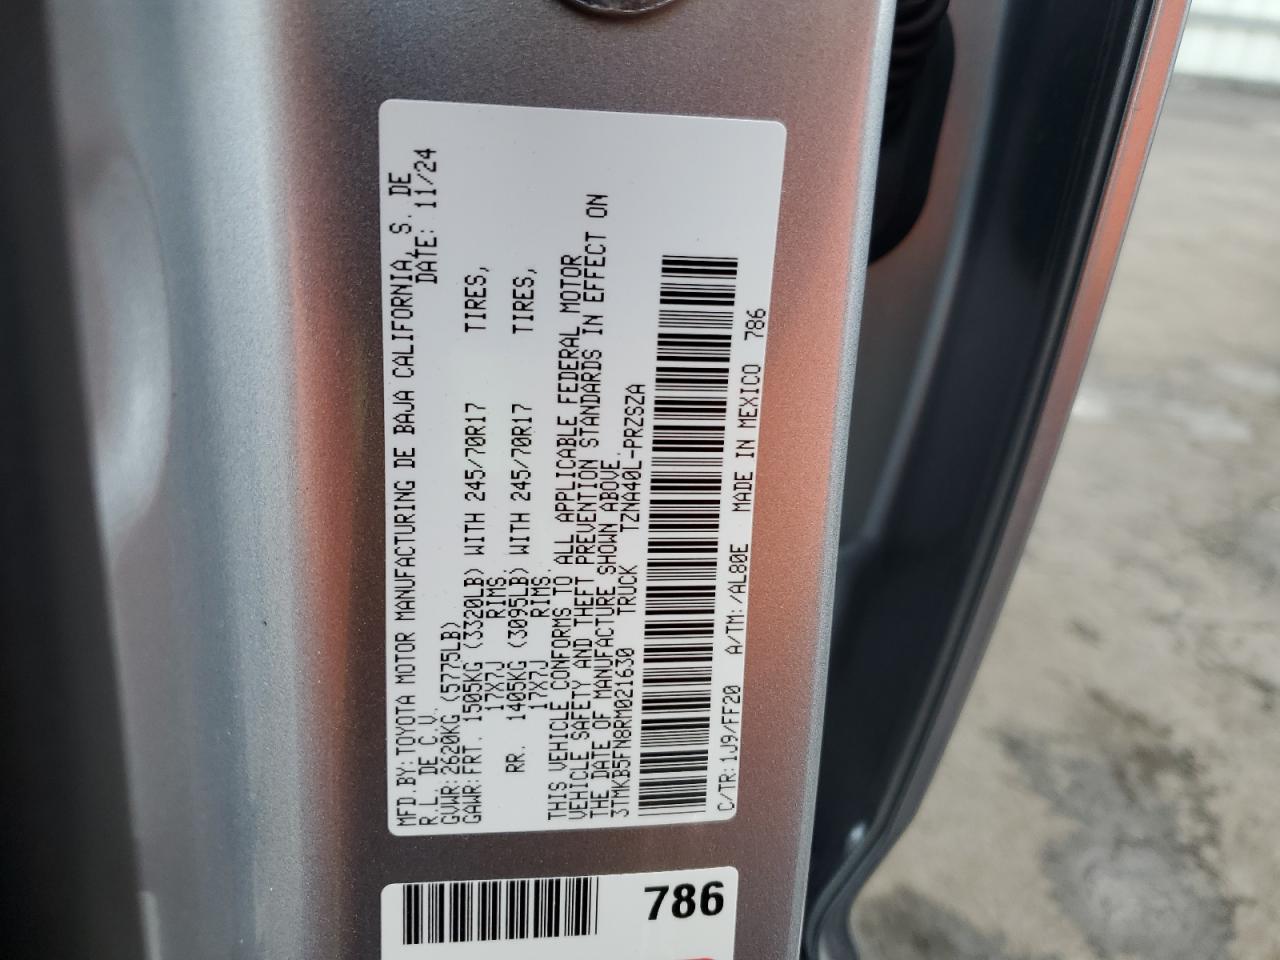 MFD.BY:TOYOTA MOTOR MANUFACTURING DE BAJA CALIFORNIA, S. DE
R.L. DE C.V. DATE: 11/24
GVWR:2620KG (5775LB)
GAWR:FRT. 1505KG (3320LB) WITH 245/70R17 TIRES,
17X7J RIMS,
RR. 1405KG (3095LB) WITH 245/70R17 TIRES,
17X7J RIMS
THIS VEHICLE CONFORMS TO ALL APPLICABLE FEDERAL MOTOR
VEHICLE SAFETY AND THEFT PREVENTION STANDARDS IN EFFECT ON
THE DATE OF MANUFACTURE SHOWN ABOVE.
3TMKB5FN8RM021630 TRUCK TZNA40L-PRZSZA
C/TR:1J9/FF20 A/TM:/AL80E MADE IN MEXICO 786
786